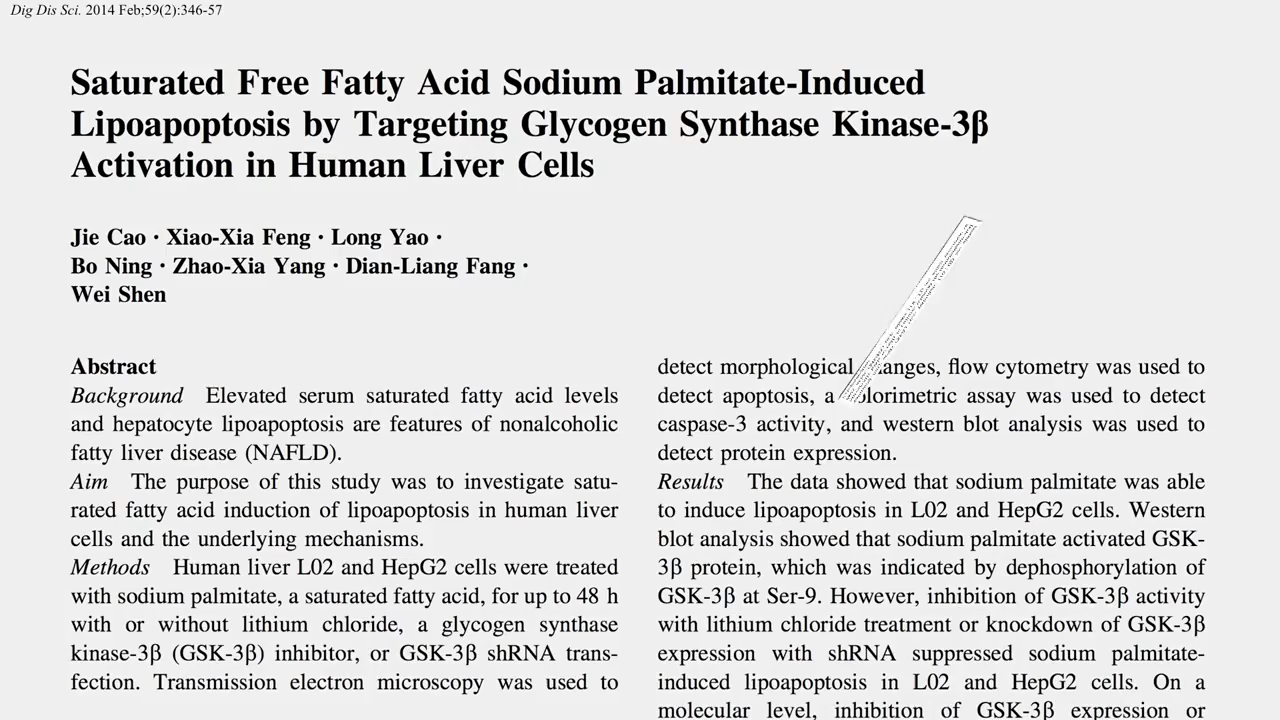 Dig Dis Sci. 2014 Feb;59(2):346-57
Saturated Free Fatty Acid Sodium Palmitate-Induced
Lipoapoptosis by Targeting Glycogen Synthase Kinase-3β
Activation in Human Liver Cells
Jie Cao · Xiao-Xia Feng · Long Yao ·
Bo Ning · Zhao-Xia Yang · Dian-Liang Fang ·
Wei Shen
Abstract
Background Elevated serum saturated fatty acid levels
and hepatocyte lipoapoptosis are features of nonalcoholic
fatty liver disease (NAFLD).
Aim The purpose of this study was to investigate satu-
rated fatty acid induction of lipoapoptosis in human liver
cells and the underlying mechanisms.
Methods Human liver L02 and HepG2 cells were treated
with sodium palmitate, a saturated fatty acid, for up to 48 h
with or without lithium chloride, a glycogen synthase
kinase-3β (GSK-3β) inhibitor, or GSK-3β shRNA trans-
fection. Transmission electron microscopy was used to
detect morphological anges, flow cytometry was used to
detect apoptosis, a olorimetric assay was used to detect
caspase-3 activity, and western blot analysis was used to
detect protein expression.
Results The data showed that sodium palmitate was able
to induce lipoapoptosis in L02 and HepG2 cells. Western
blot analysis showed that sodium palmitate activated GSK-
3β protein, which was indicated by dephosphorylation of
GSK-3β at Ser-9. However, inhibition of GSK-3β activity
with lithium chloride treatment or knockdown of GSK-3β
expression with shRNA suppressed sodium palmitate-
induced lipoapoptosis in L02 and HepG2 cells. On a
molecular level, inhibition of GSK-3β expression or